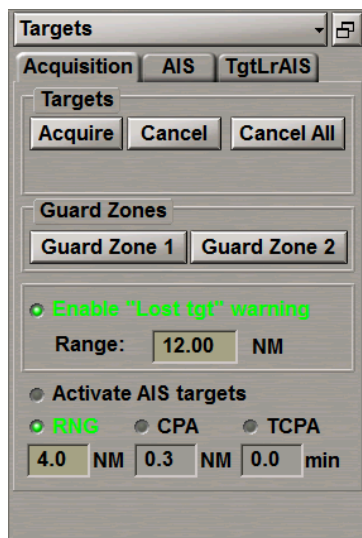 Targets
Acquisition AIS TgtLrAIS
Targets
Acquire Cancel Cancel All
Guard Zones
Guard Zone 1 Guard Zone 2
Enable "Lost tgt" warning
Range: 12.00 NM
Activate AIS targets
RNG CPA TCPA
4.0 NM 0.3 NM 0.0 min